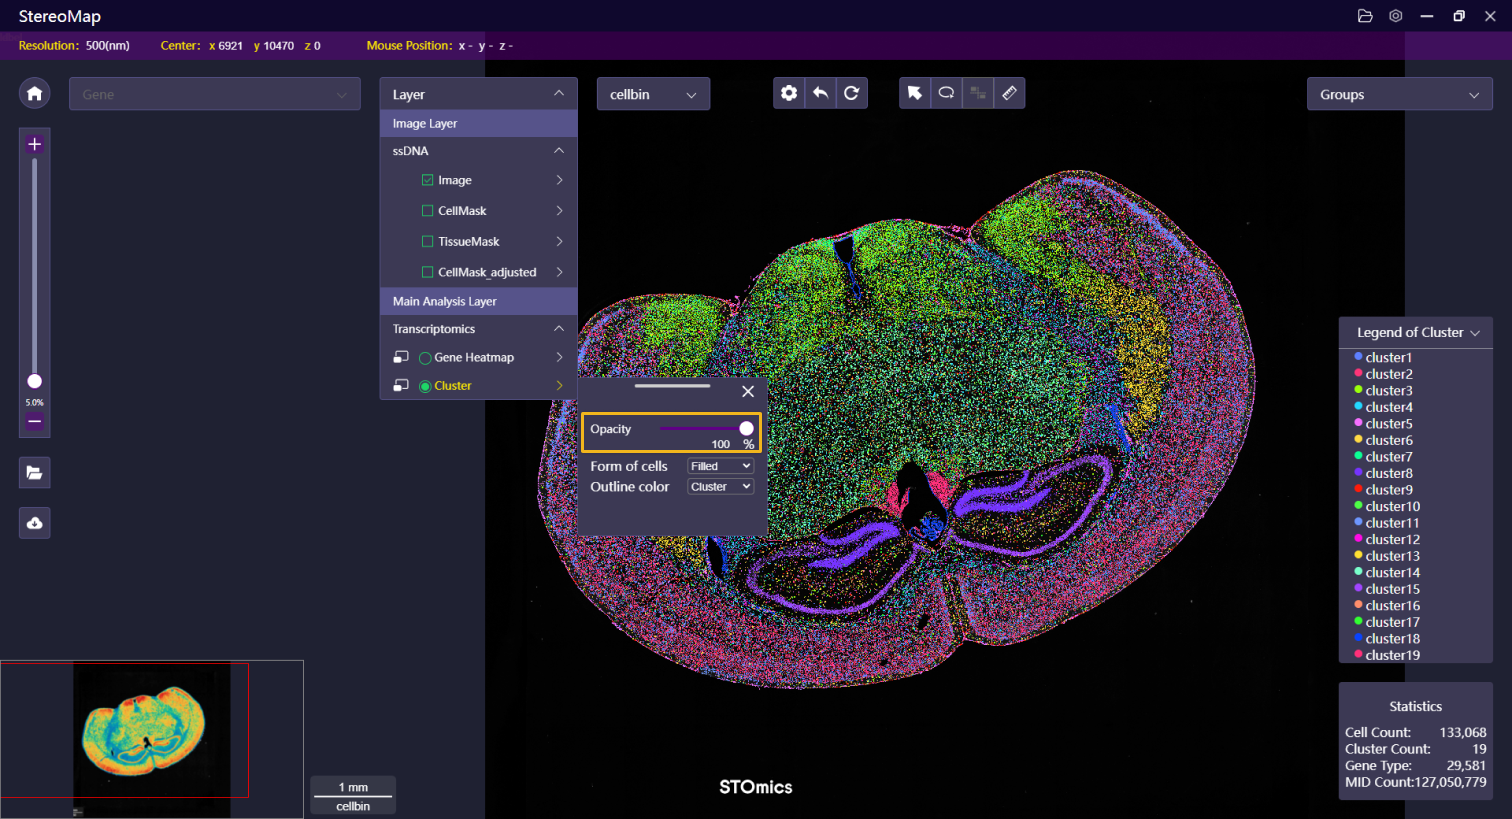 StereoMap
Resolution: 500(nm) Center: x 6921 y 10470 z 0 Mouse Position: x - y - z -
Gene
Layer
cellbin
Groups
Image Layer
ssDNA
Image
CellMask
TissueMask
CellMask_adjusted
Main Analysis Layer
Transcriptomics
Gene Heatmap
Cluster
5.0%
Opacity
100 %
Form of cells Filled
Outline color Cluster
Legend of Cluster
cluster1
cluster2
cluster3
cluster4
cluster5
cluster6
cluster7
cluster8
cluster9
cluster10
cluster11
cluster12
cluster13
cluster14
cluster15
cluster16
cluster17
cluster18
cluster19
Statistics
Cell Count: 133,068
Cluster Count: 19
Gene Type: 29,581
MID Count:127,050,779
1 mm
cellbin
STOmics